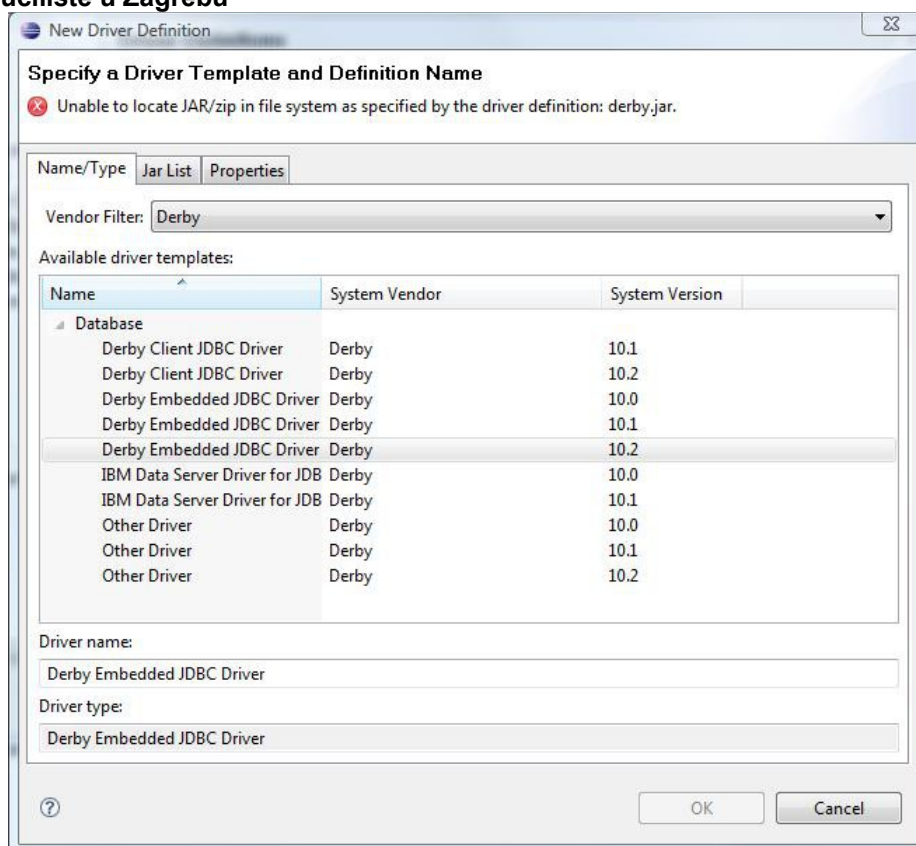 učilište u Zagrebu
New Driver Definition
Specify a Driver Template and Definition Name
Unable to locate JAR/zip in file system as specified by the driver definition: derby.jar.
Name/Type Jar List Properties
Vendor Filter: Derby
Available driver templates:
Name System Vendor System Version
Database
Derby Client JDBC Driver Derby 10.1
Derby Client JDBC Driver Derby 10.2
Derby Embedded JDBC Driver Derby 10.0
Derby Embedded JDBC Driver Derby 10.1
Derby Embedded JDBC Driver Derby 10.2
IBM Data Server Driver for JDB Derby 10.0
IBM Data Server Driver for JDB Derby 10.1
Other Driver Derby 10.0
Other Driver Derby 10.1
Other Driver Derby 10.2
Driver name:
Derby Embedded JDBC Driver
Driver type:
Derby Embedded JDBC Driver
OK Cancel